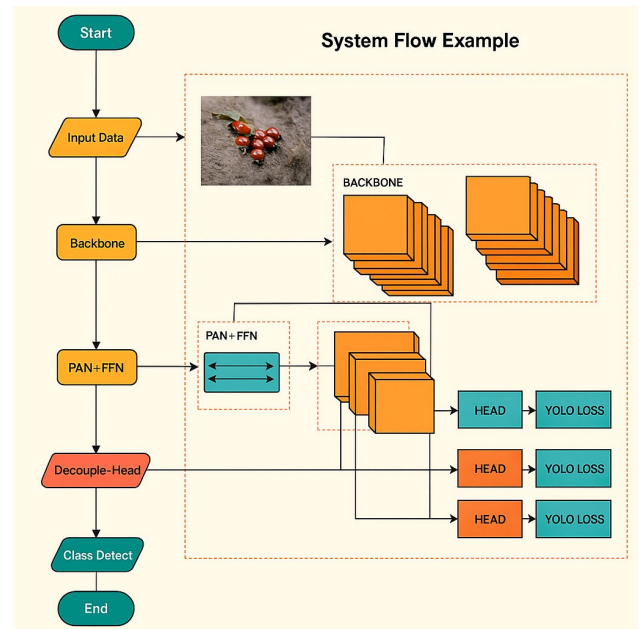 Start
System Flow Example
Input Data
BACKBONE
Backbone
PAN+FFN
PAN+FFN
HEAD
YOLO LOSS
Decouple-Head
HEAD
YOLO LOSS
HEAD
YOLO LOSS
Class Detect
End